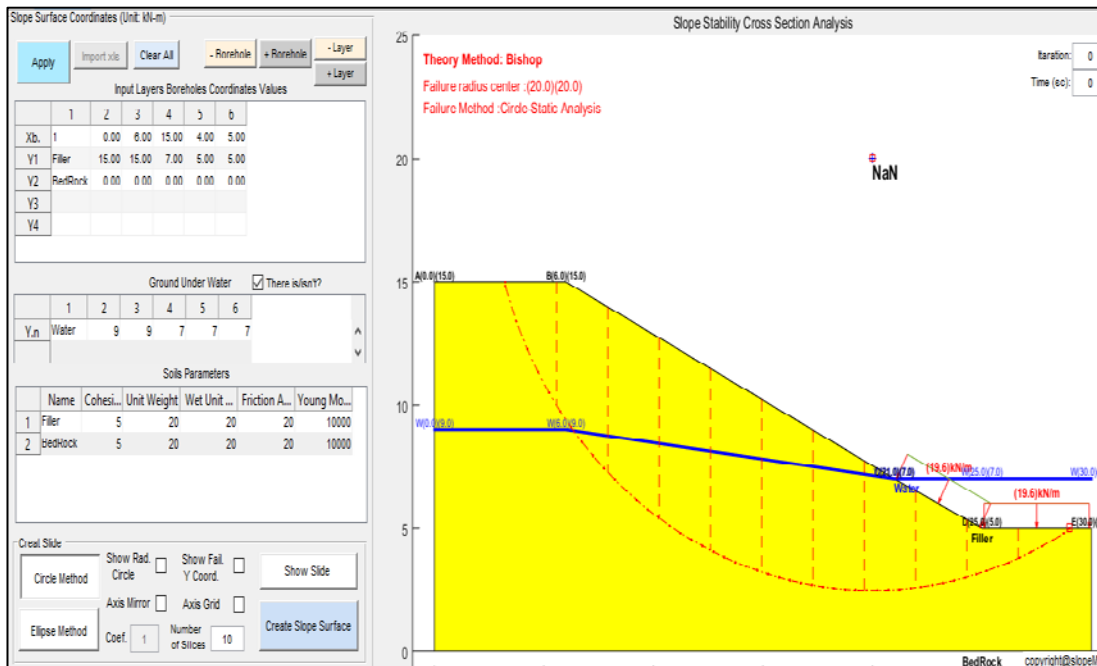 Slope Surface Coordinates (Unit: kN-m)
Apply
Import xls
Clear All
- Borehole
+ Borehole
- Layer
+ Layer
Input Layers Boreholes Coordinates Values
1 2 3 4 5 6
Xb. 1 0.00 6.00 15.00 4.00 5.00
Y1 Filler 15.00 15.00 7.00 5.00 5.00
Y2 BedRock 0.00 0.00 0.00 0.00 0.00
Y3
Y4
Ground Under Water There is/isn't?
1 2 3 4 5 6
Y.n Water 9 9 7 7 7
Soils Parameters
Name Cohesi... Unit Weight Wet Unit ... Friction A... Young Mo...
1 Filler 5 20 20 20 10000
2 BedRock 5 20 20 20 10000
Creat Slide
Circle Method
Show Rad. Circle
Show Fail. Y Coord.
Show Slide
Axis Mirror
Axis Grid
Ellipse Method
Coef. 1
Number of Slices 10
Create Slope Surface
Slope Stability Cross Section Analysis
25
20
15
10
5
0
Theory Method: Bishop
Failure radius center :(20.0)(20.0)
Failure Method :Circle-Static Analysis
Iteration: 0
Time (sc): 0
NaN
A(0.0)(15.0)
B(6.0)(15.0)
W(0.0)(9.0)
W(6.0)(9.0)
(21.0)(7.0)
Water
W(25.0)(7.0)
W(30.0)
(19.6)kN/m
(19.6)kN/m
(5.0)
E(30.0)(
Filler
BedRock